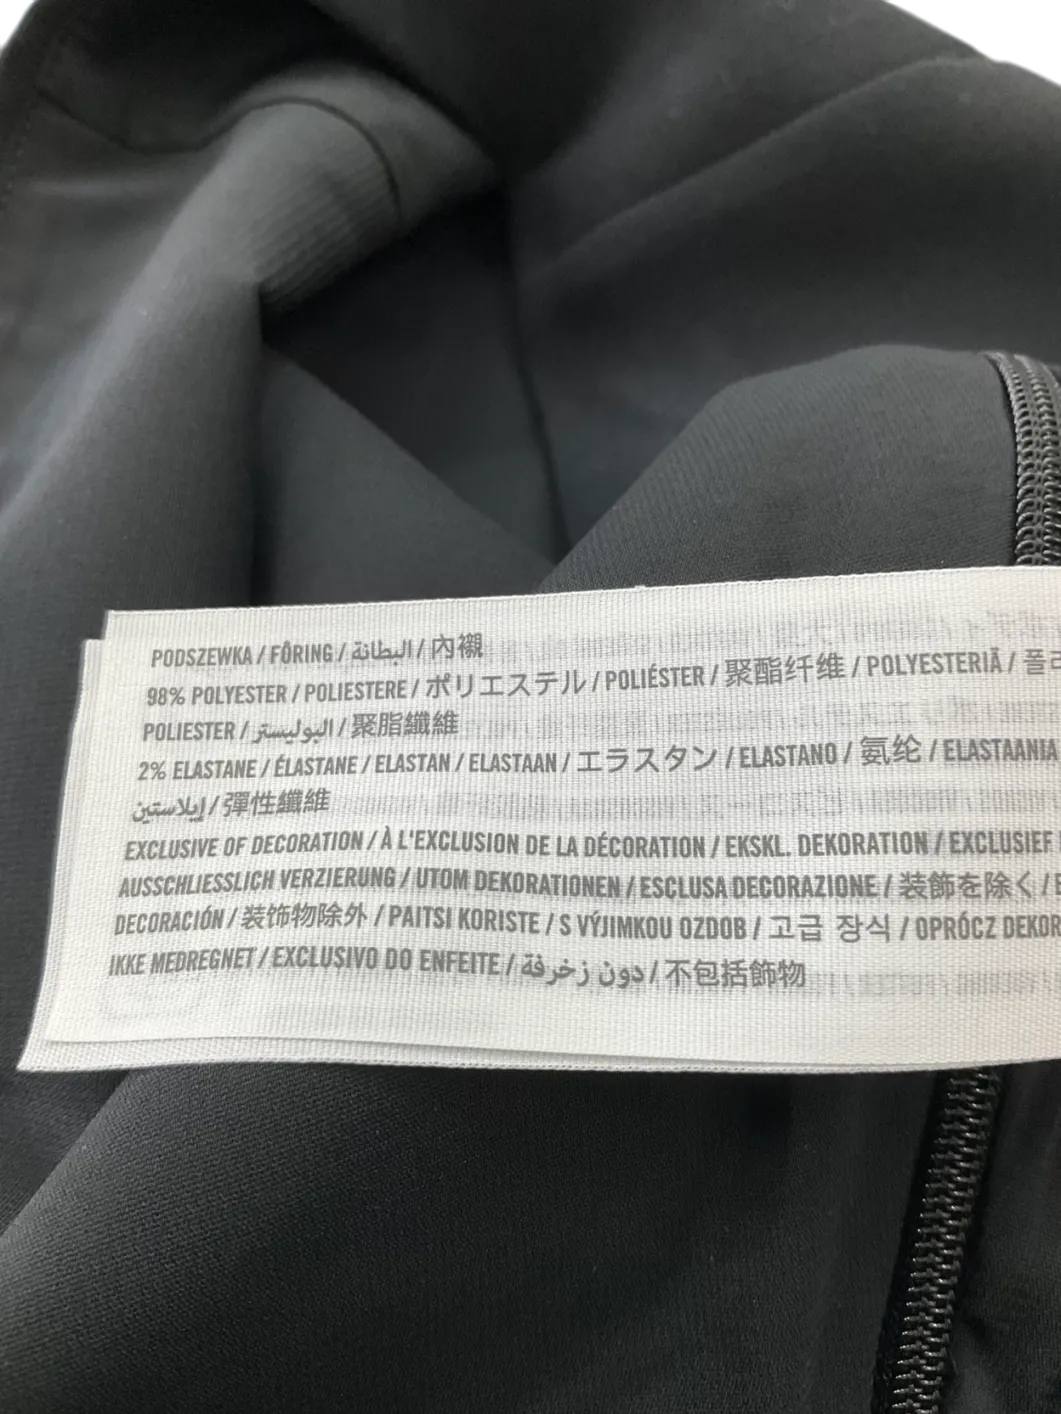 PODSZEWKA / FÔRING / البطانة / 內襯
98% POLYESTER / POLIESTERE / ポリエステル / POLIÉSTER / 聚酯纤维 / POLYESTERIÄ / 폴리
POLIESTER / البوليستر / 聚脂纖維
2% ELASTANE / ÉLASTANE / ELASTAN / ELASTAAN / エラスタン / ELASTANO / 氨纶 / ELASTAANIA
إيلاستين / 彈性纖維
EXCLUSIVE OF DECORATION / À L'EXCLUSION DE LA DÉCORATION / EKSKL. DEKORATION / EXCLUSIEF
AUSSCHLIESSLICH VERZIERUNG / UTOM DEKORATIONEN / ESCLUSA DECORAZIONE / 装飾を除く /
DECORACIÓN / 装饰物除外 / PAITSI KORISTE / S VÝJIMKOU OZDOB / 고급 장식 / OPRÓCZ DEKOR
IKKE MEDREGNET / EXCLUSIVO DO ENFEITE / دون زخرفة / 不包括飾物